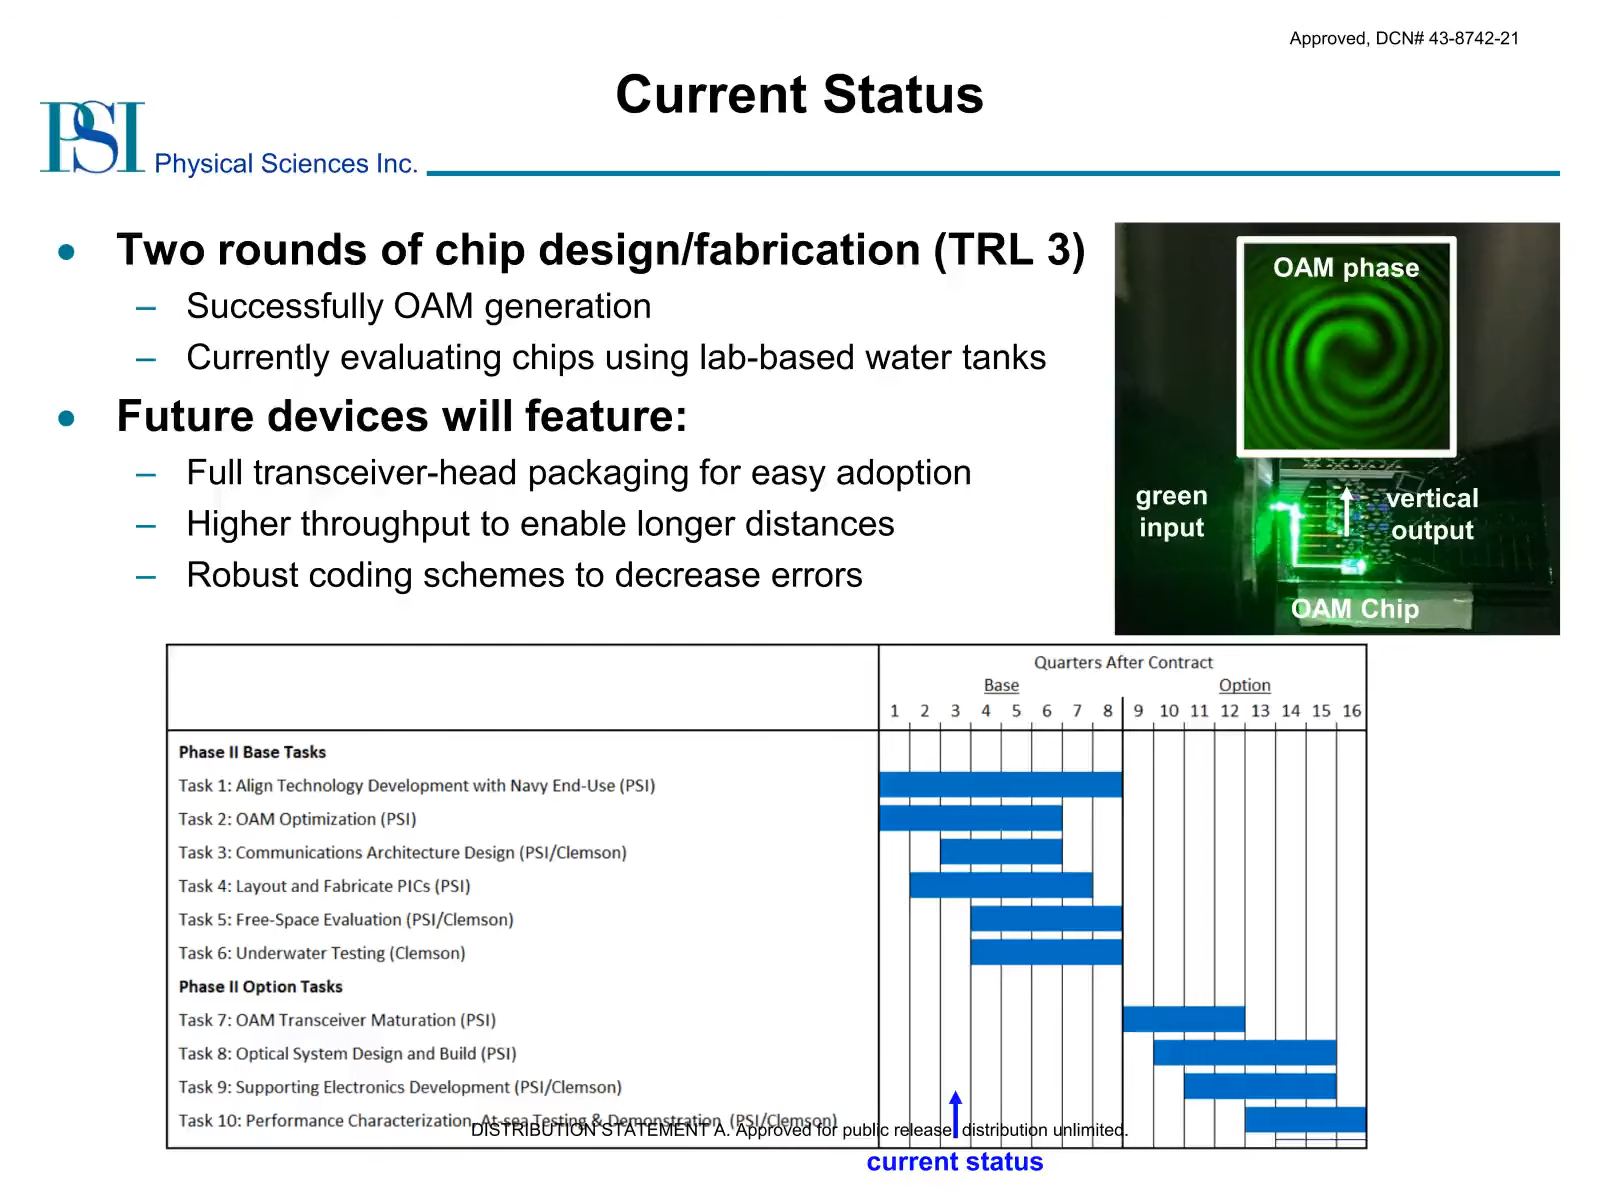 Approved, DCN# 43-8742-21
Current Status
PSI Physical Sciences Inc.
• Two rounds of chip design/fabrication (TRL 3)
– Successfully OAM generation
– Currently evaluating chips using lab-based water tanks
• Future devices will feature:
– Full transceiver-head packaging for easy adoption
– Higher throughput to enable longer distances
– Robust coding schemes to decrease errors
OAM phase
green input
vertical output
OAM Chip
Quarters After Contract
Base Option
1 2 3 4 5 6 7 8 9 10 11 12 13 14 15 16
Phase II Base Tasks
Task 1: Align Technology Development with Navy End-Use (PSI)
Task 2: OAM Optimization (PSI)
Task 3: Communications Architecture Design (PSI/Clemson)
Task 4: Layout and Fabricate PICs (PSI)
Task 5: Free-Space Evaluation (PSI/Clemson)
Task 6: Underwater Testing (Clemson)
Phase II Option Tasks
Task 7: OAM Transceiver Maturation (PSI)
Task 8: Optical System Design and Build (PSI)
Task 9: Supporting Electronics Development (PSI/Clemson)
Task 10: Performance Characterization, At-sea Testing & Demonstration (PSI/Clemson)
DISTRIBUTION STATEMENT A. Approved for public release, distribution unlimited.
current status